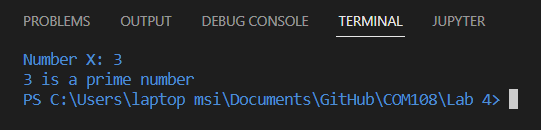 PROBLEMS OUTPUT DEBUG CONSOLE TERMINAL JUPYTER
Number X: 3
3 is a prime number
PS C:\Users\laptop msi\Documents\GitHub\COM108\Lab 4>